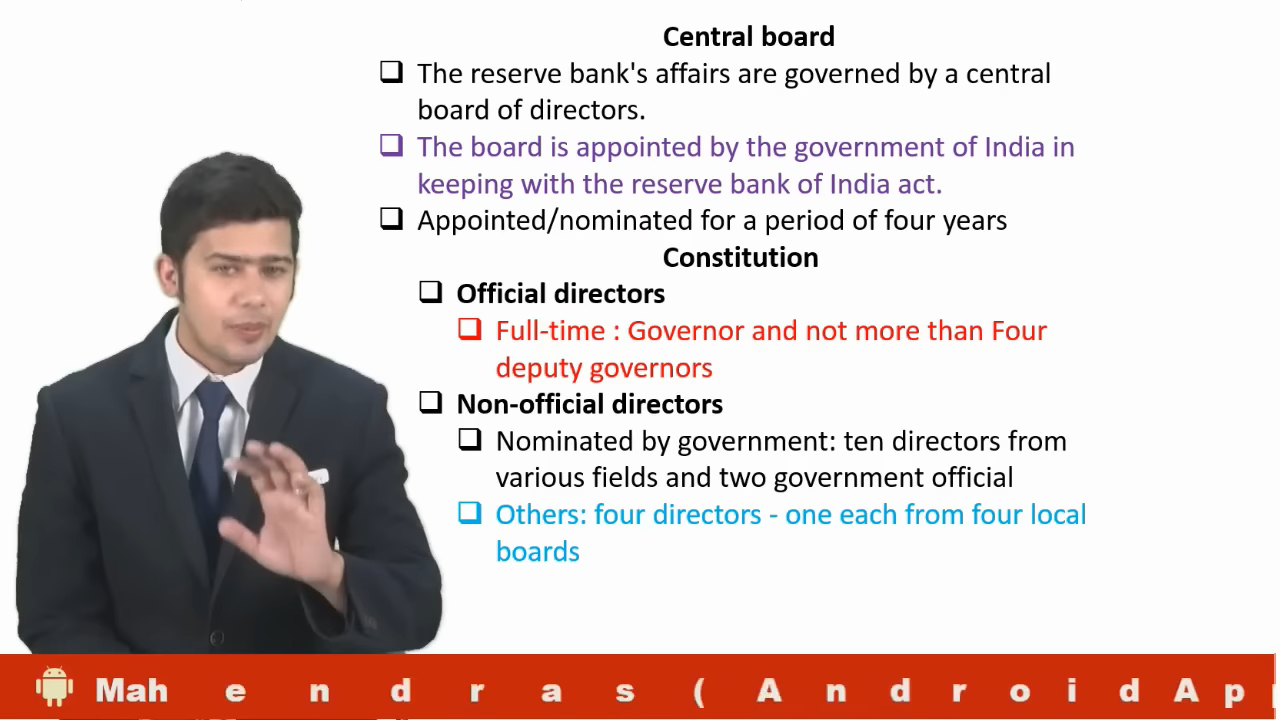 Central board
❑ The reserve bank's affairs are governed by a central
board of directors.
❑ The board is appointed by the government of India in
keeping with the reserve bank of India act.
❑ Appointed/nominated for a period of four years
Constitution
❑ Official directors
❑ Full-time : Governor and not more than Four
deputy governors
❑ Non-official directors
❑ Nominated by government: ten directors from
various fields and two government official
❑ Others: four directors - one each from four local
boards
Mahendras ( Android App